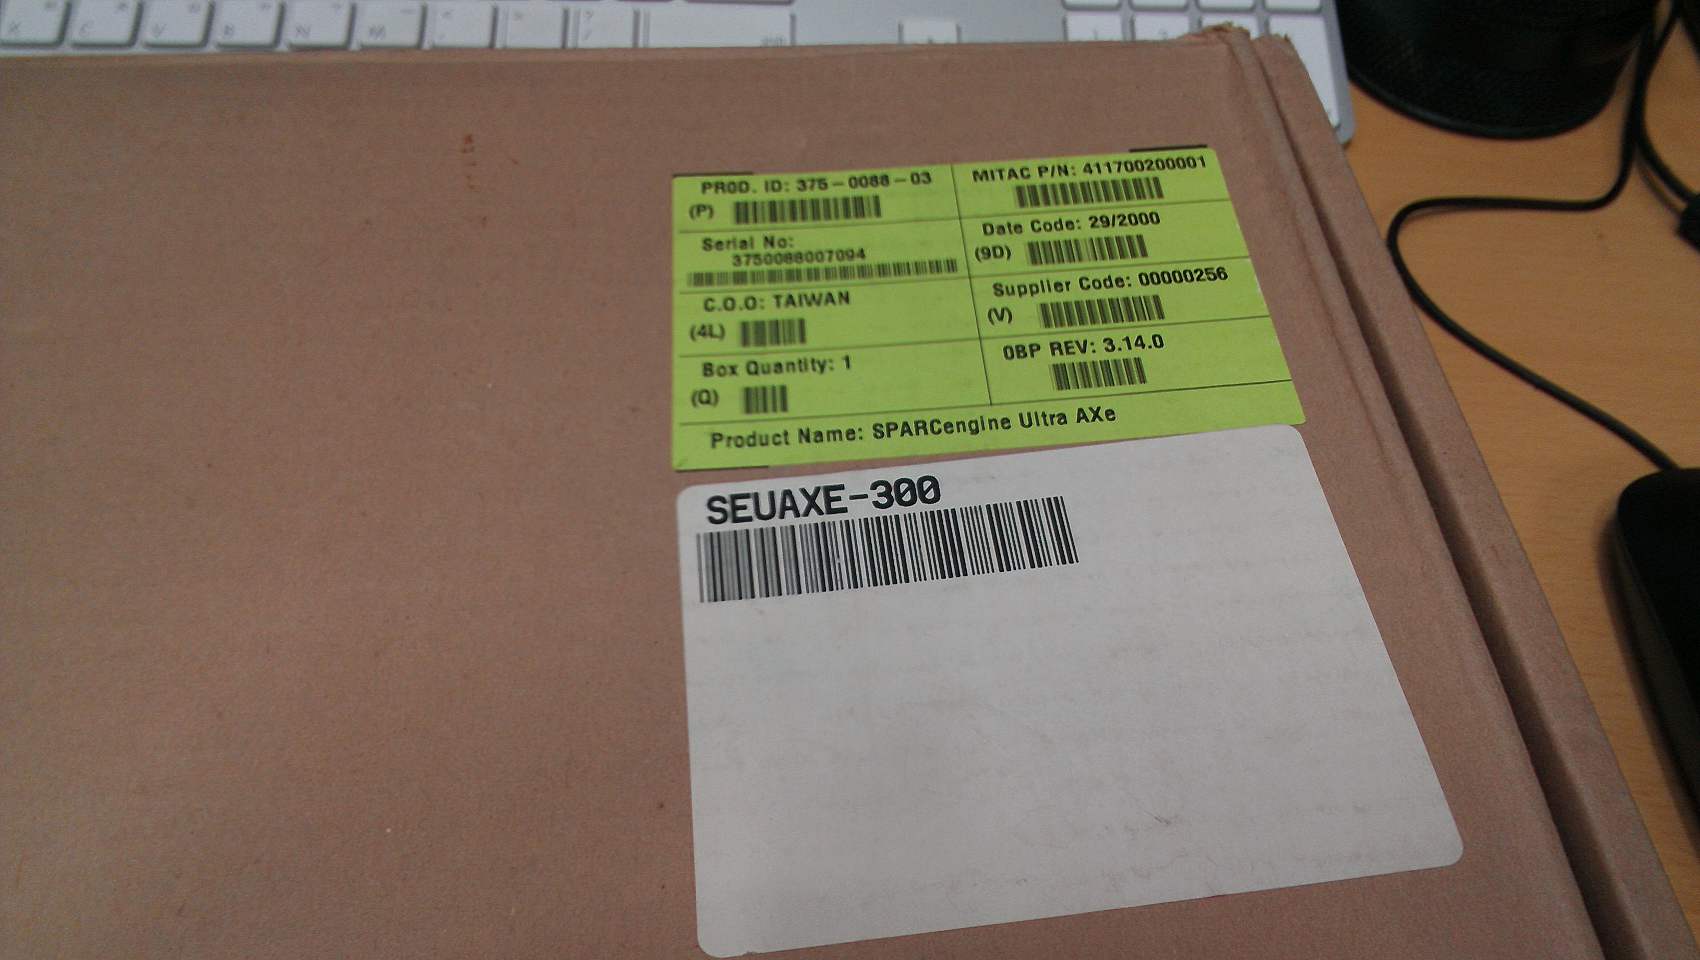 PROD. ID: 375-0088-03
(P)
Serial No:
3750088007094
C.O.O: TAIWAN
(4L)
Box Quantity: 1
(Q)
MITAC P/N: 411700200001
Date Code: 29/2000
(9D)
Supplier Code: 00000256
(V)
OBP REV: 3.14.0
Product Name: SPARCengine Ultra AXe
SEUAXE-300